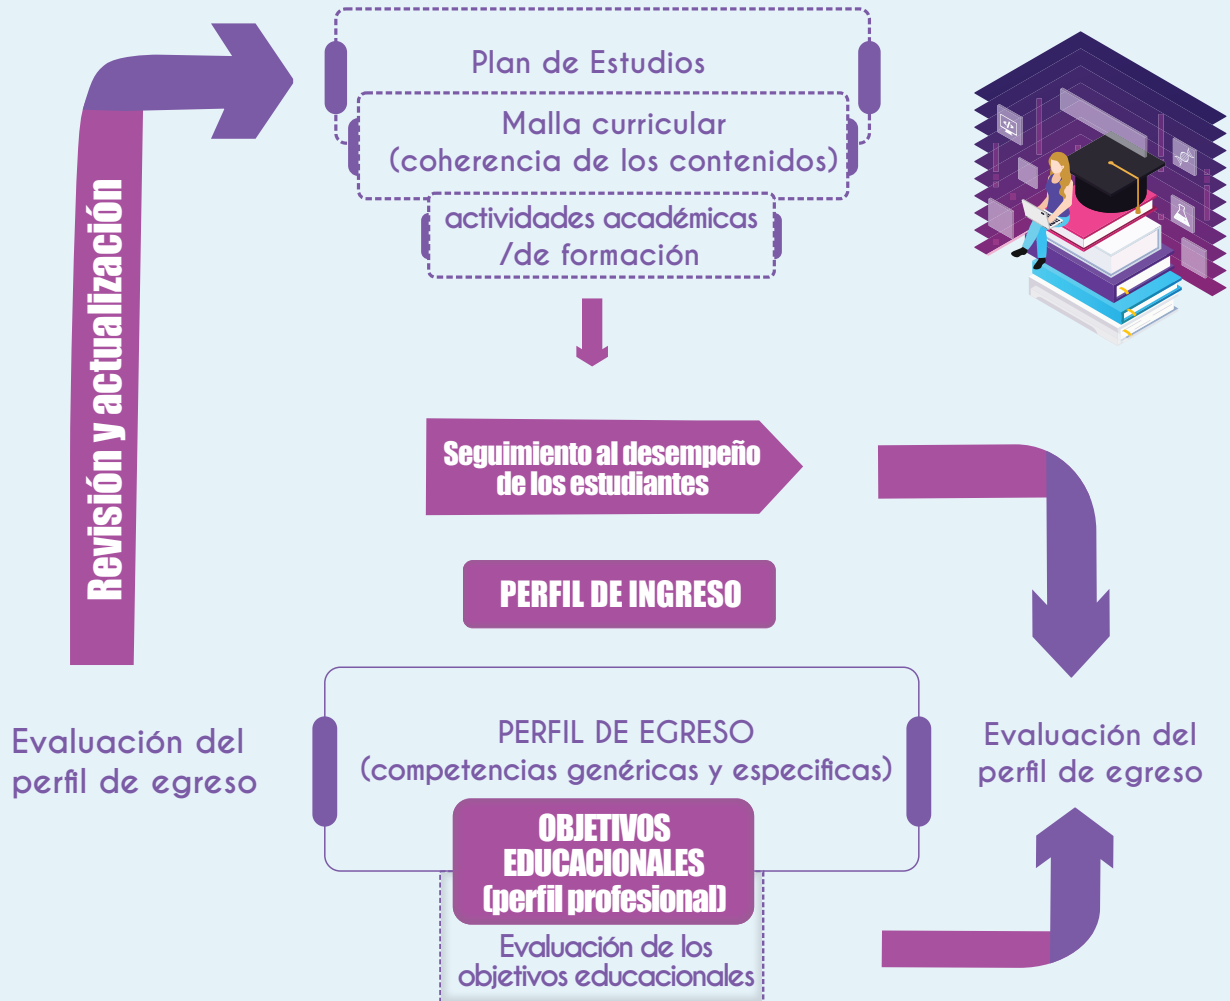 Plan de Estudios
Malla curricular
(coherencia de los contenidos)
actividades académicas
/de formación
Revisión y actualización
Seguimiento al desempeño
de los estudiantes
PERFIL DE INGRESO
Evaluación del
perfil de egreso
PERFIL DE EGRESO
(competencias genéricas y especificas)
OBJETIVOS
EDUCACIONALES
(perfil profesional)
Evaluación de los
objetivos educacionales
Evaluación del
perfil de egreso